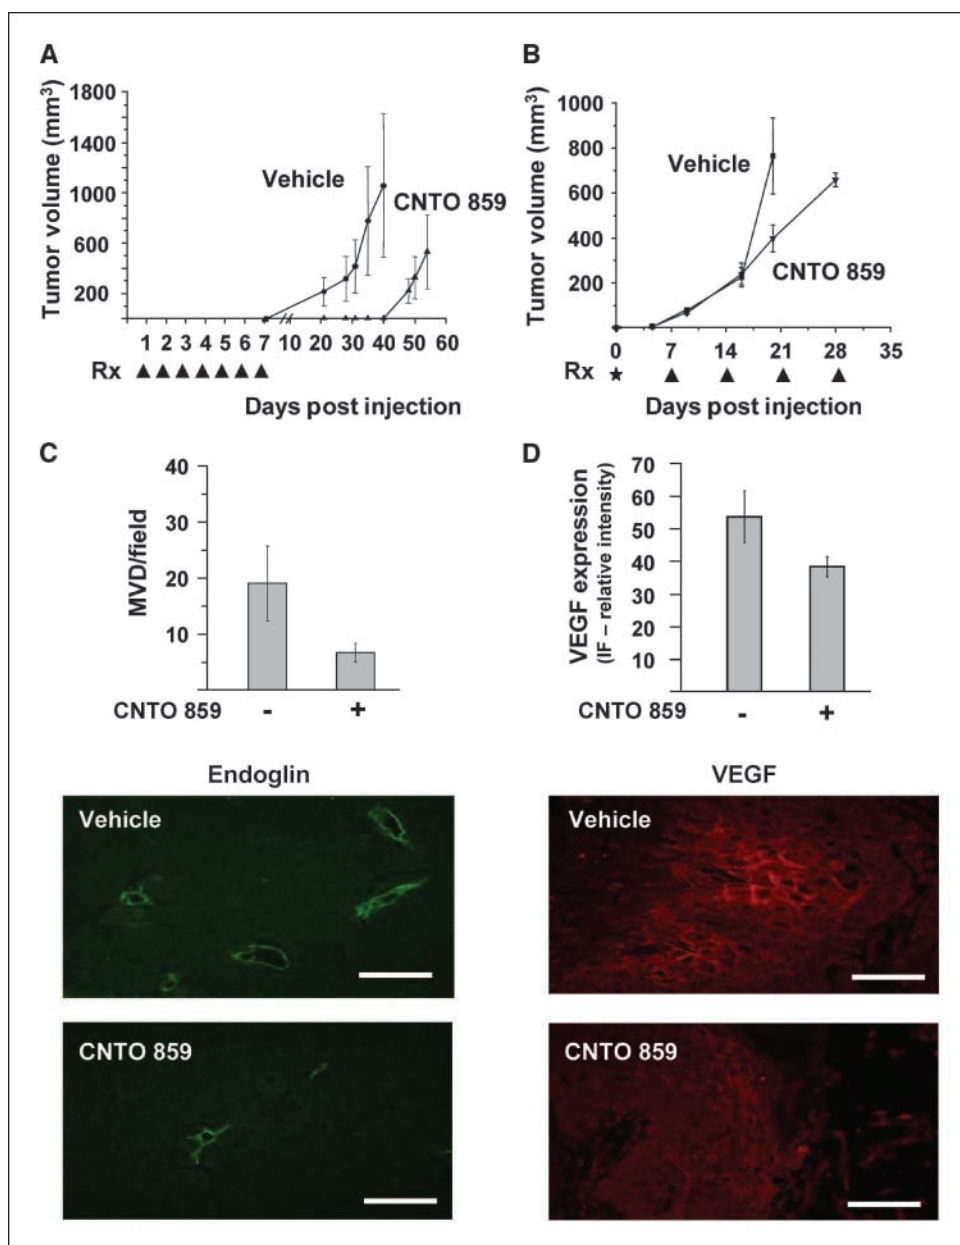 A
Tumor volume (mm3)
1800
1400
1000
600
200
Vehicle
CNTO 859
1 2 3 4 5 6 7 10 20 30 40 50 60
Rx
Days post injection
B
Tumor volume (mm3)
1000
800
600
400
200
Vehicle
CNTO 859
0 7 14 21 28 35
Rx
Days post injection
C
MVD/field
40
30
20
10
CNTO 859 - +
D
VEGF expression
(IF – relative intensity)
70
60
50
40
30
20
10
CNTO 859 - +
Endoglin
Vehicle
CNTO 859
VEGF
Vehicle
CNTO 859